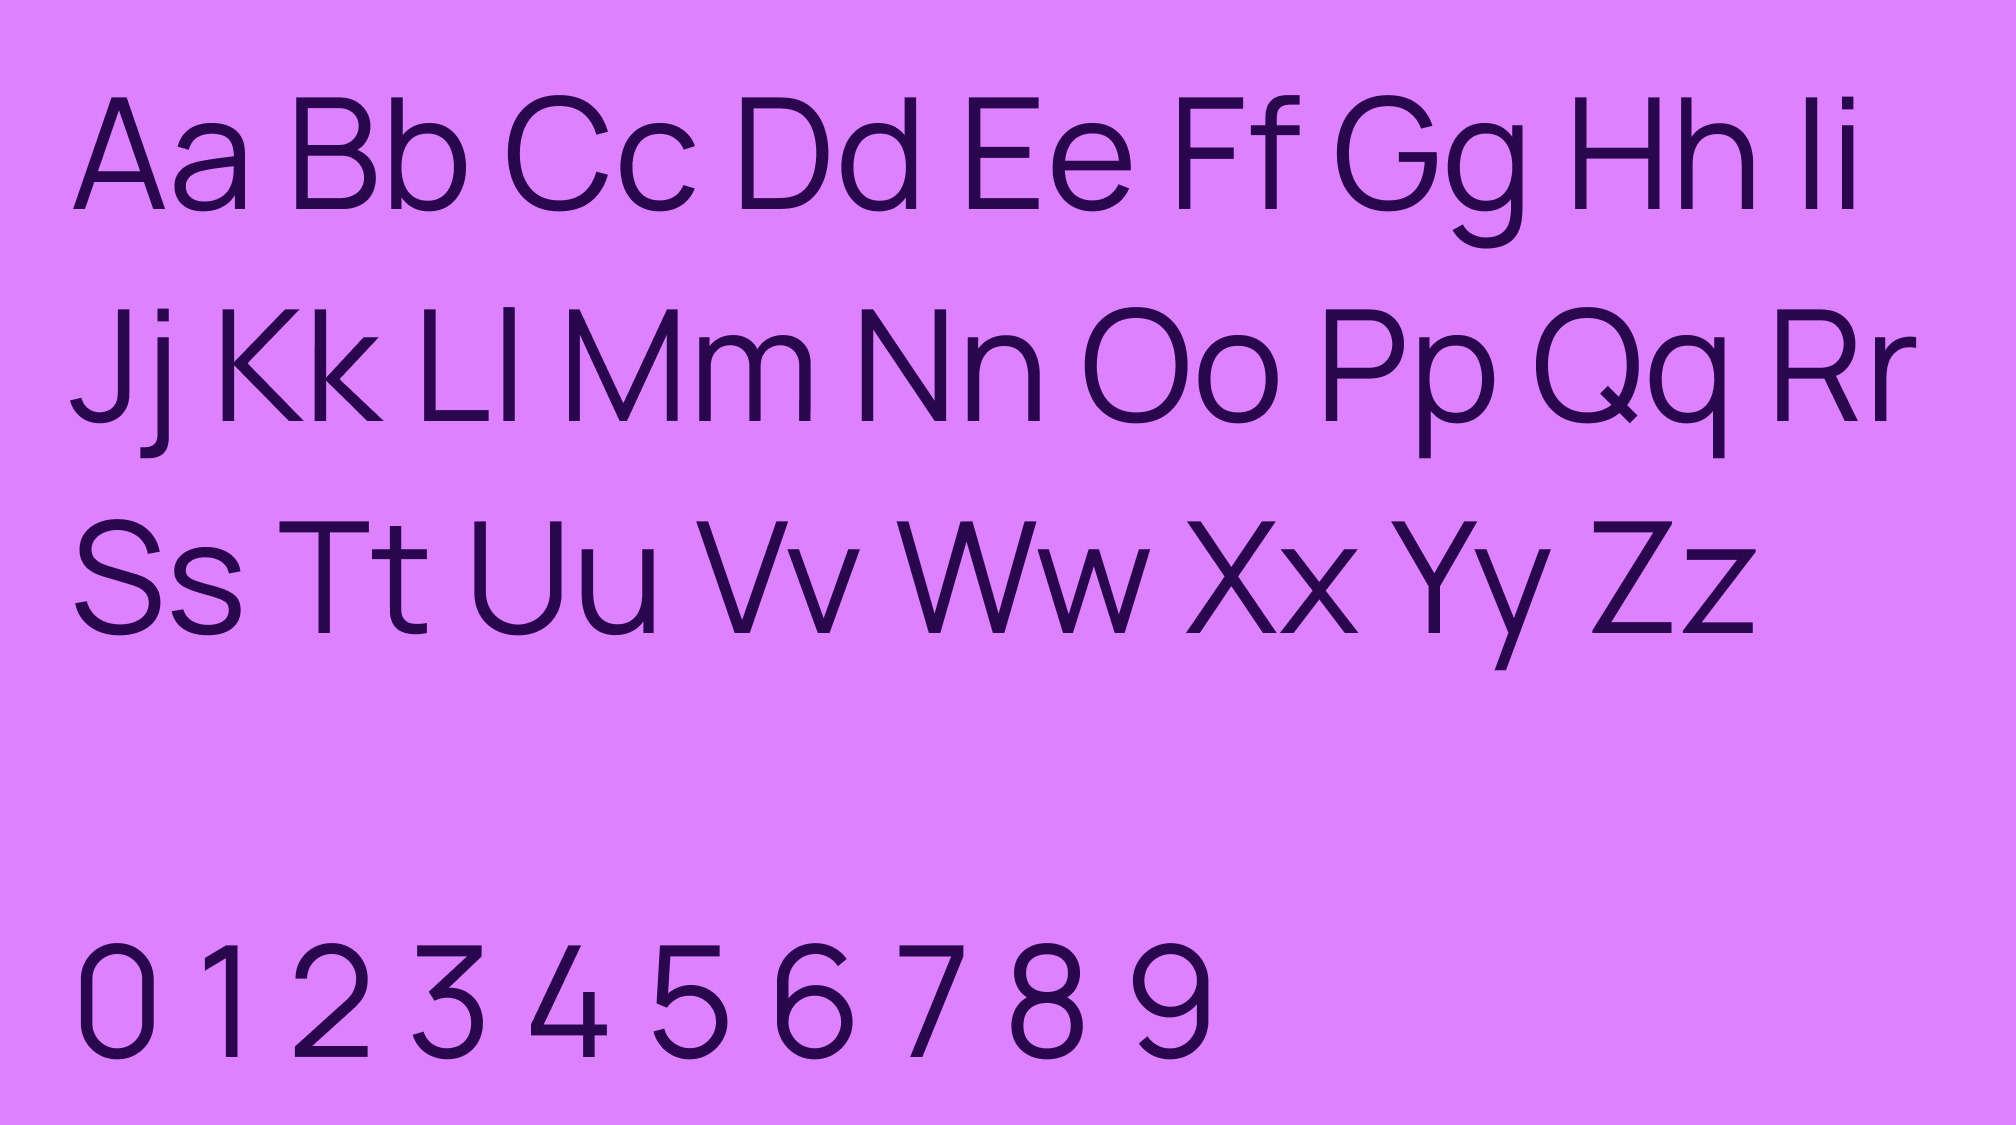 Aa Bb Cc Dd Ee Ff Gg Hh Ii
Jj Kk Ll Mm Nn Oo Pp Qq Rr
Ss Tt Uu Vv Ww Xx Yy Zz
0 1 2 3 4 5 6 7 8 9